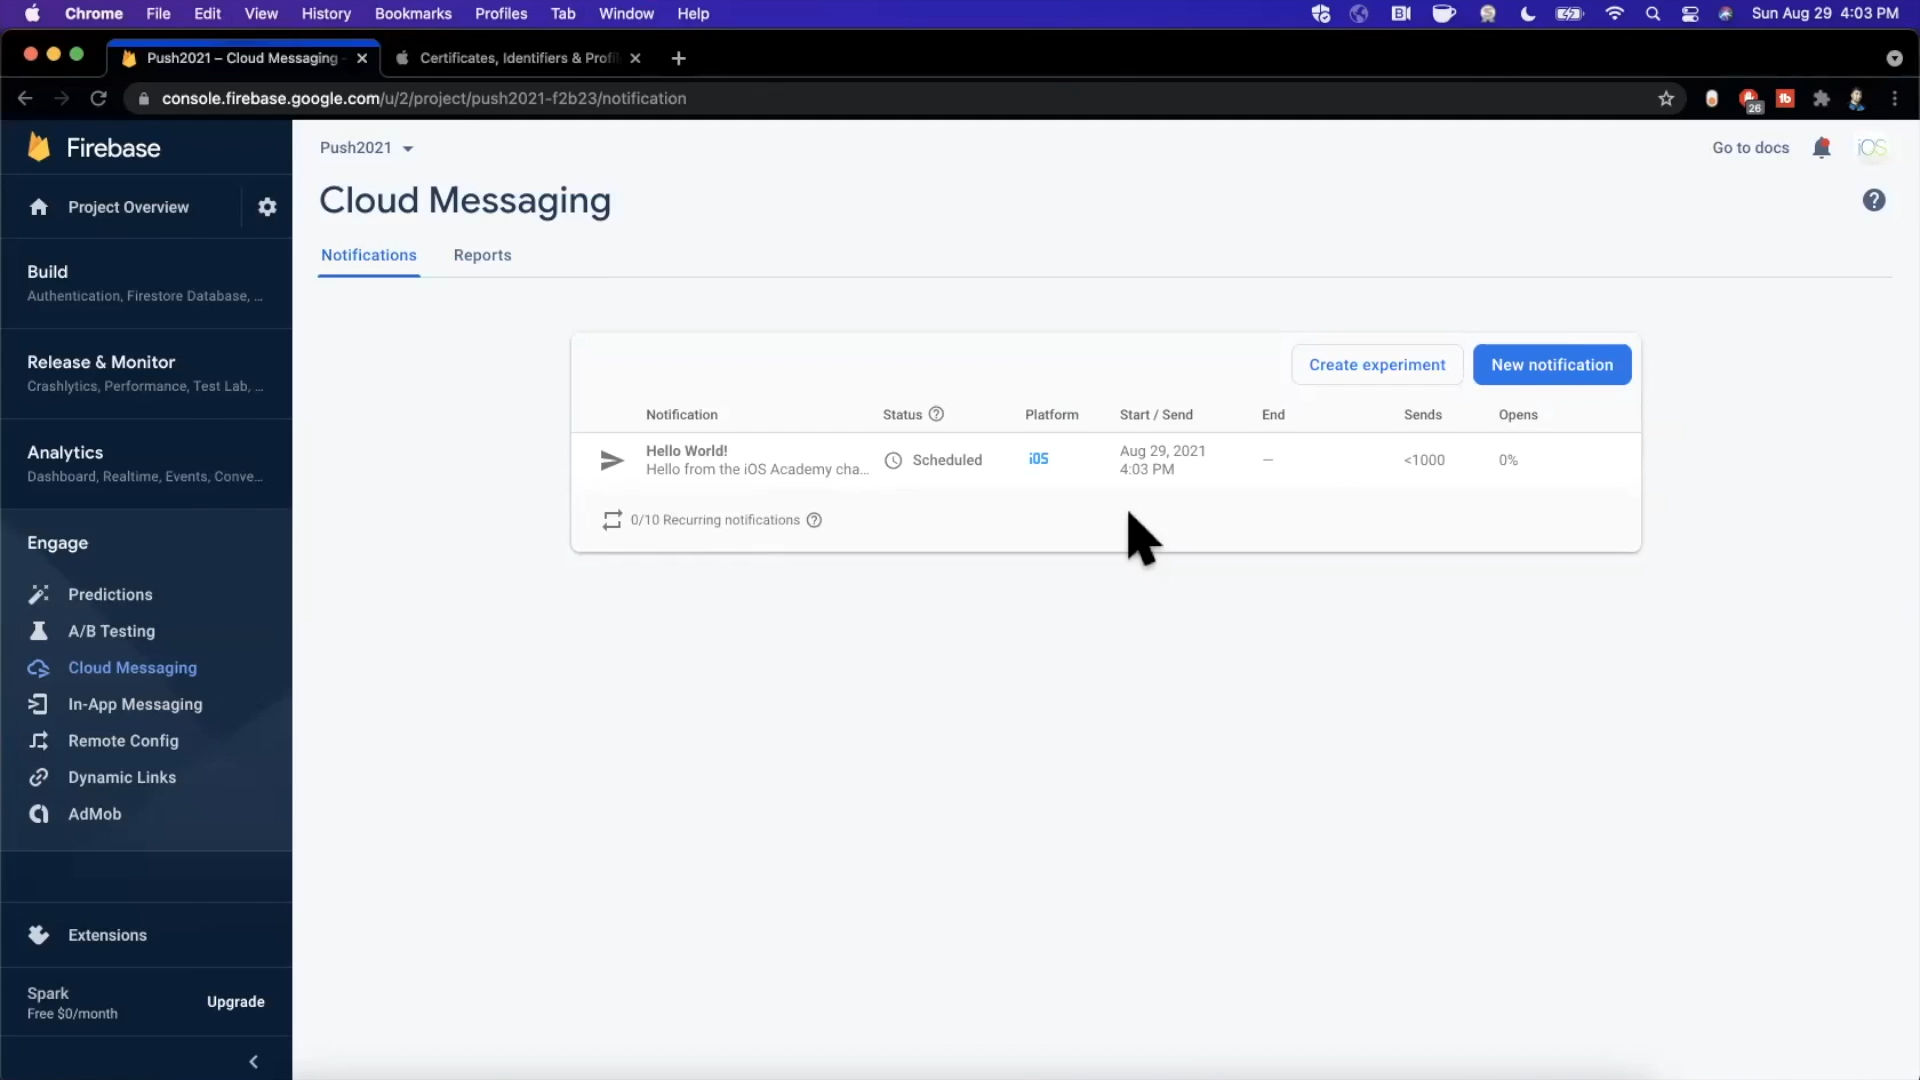 Chrome File Edit View History Bookmarks Profiles Tab Window Help
Sun Aug 29 4:03 PM
Push2021 – Cloud Messaging
Certificates, Identifiers & Profi
console.firebase.google.com/u/2/project/push2021-f2b23/notification
26
tb
Firebase
Project Overview
Build
Authentication, Firestore Database, ...
Release & Monitor
Crashlytics, Performance, Test Lab, ...
Analytics
Dashboard, Realtime, Events, Conve...
Engage
Predictions
A/B Testing
Cloud Messaging
In-App Messaging
Remote Config
Dynamic Links
AdMob
Extensions
Spark
Free $0/month
Upgrade
Push2021
Go to docs
iOS
Cloud Messaging
Notifications Reports
Create experiment New notification
Notification Status Platform Start / Send End Sends Opens
Hello World!
Hello from the iOS Academy cha...
Scheduled
iOS
Aug 29, 2021
4:03 PM
—
<1000
0%
0/10 Recurring notifications